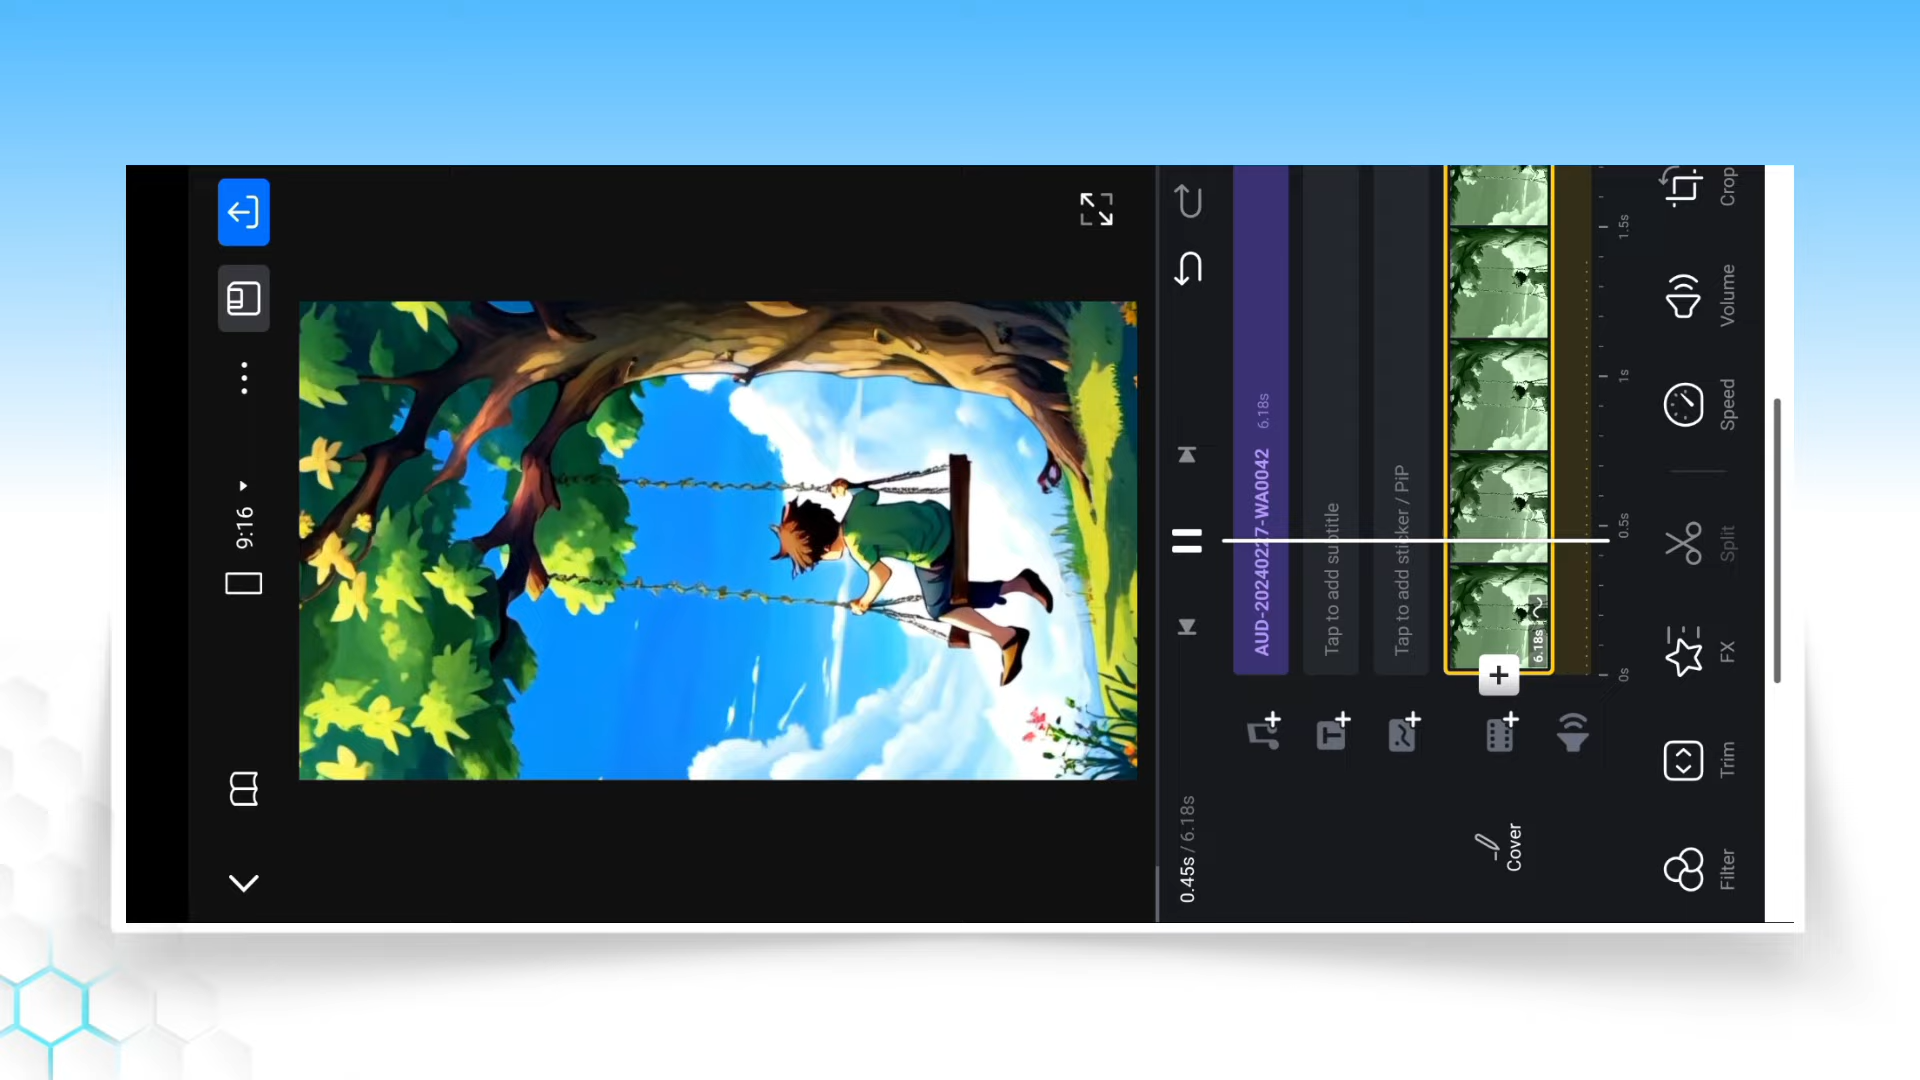 9:16
0.45s / 6.18s
AUD-20240227-WA0042 6.18s
Tap to add subtitle
Tap to add sticker / PiP
6.18s
Cover
0s
0.5s
1s
1.5s
Filter
Trim
FX
Split
Speed
Volume
Crop